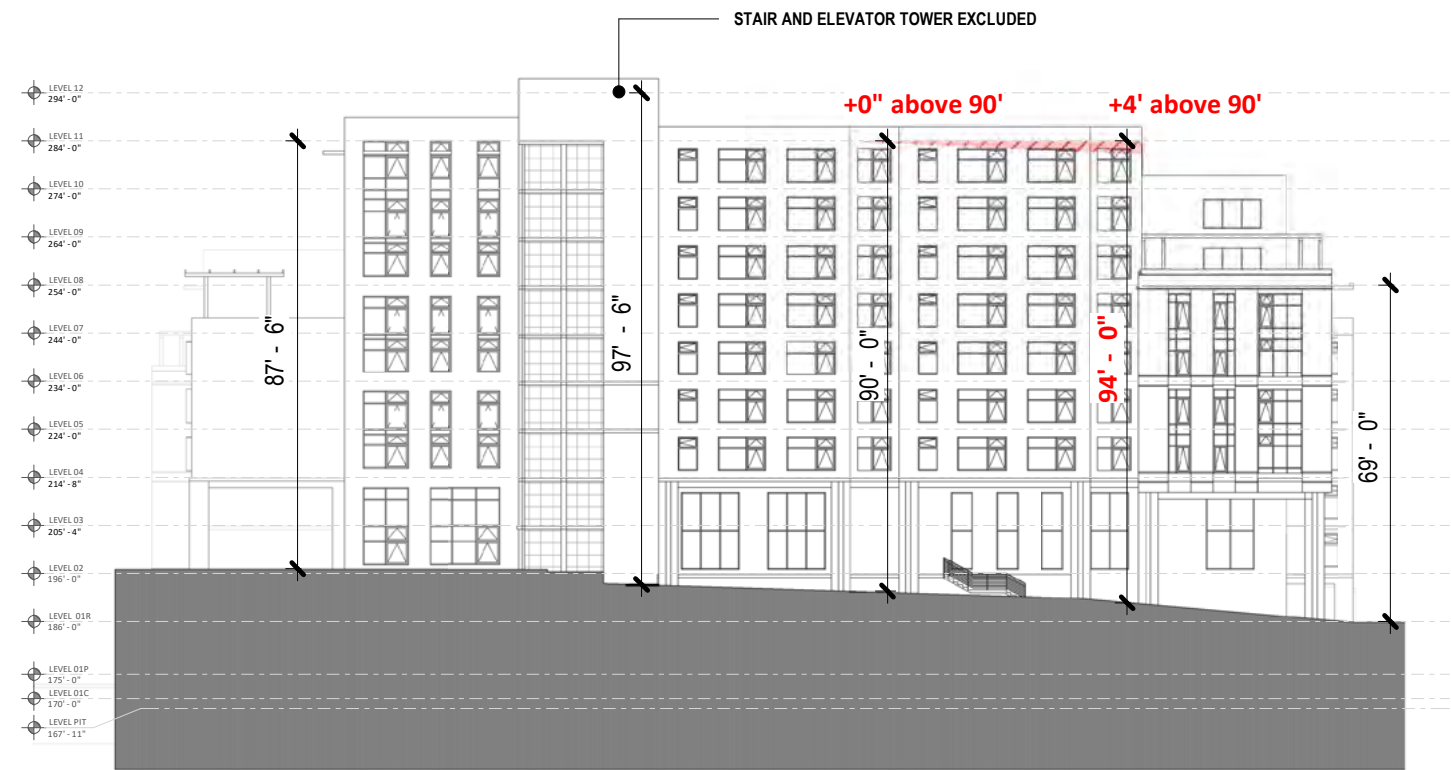 STAIR AND ELEVATOR TOWER EXCLUDED
+0" above 90'
+4' above 90'
LEVEL 12
294' - 0"
LEVEL 11
284' - 0"
LEVEL 10
274' - 0"
LEVEL 09
264' - 0"
LEVEL 08
254' - 0"
LEVEL 07
244' - 0"
LEVEL 06
234' - 0"
LEVEL 05
224' - 0"
LEVEL 04
214' - 8"
LEVEL 03
205' - 4"
LEVEL 02
196' - 0"
LEVEL 01R
186' - 0"
LEVEL 01P
175' - 0"
LEVEL 01C
170' - 0"
LEVEL PIT
167' - 11"
87' - 6"
97' - 6"
90' - 0"
94' - 0"
69' - 0"